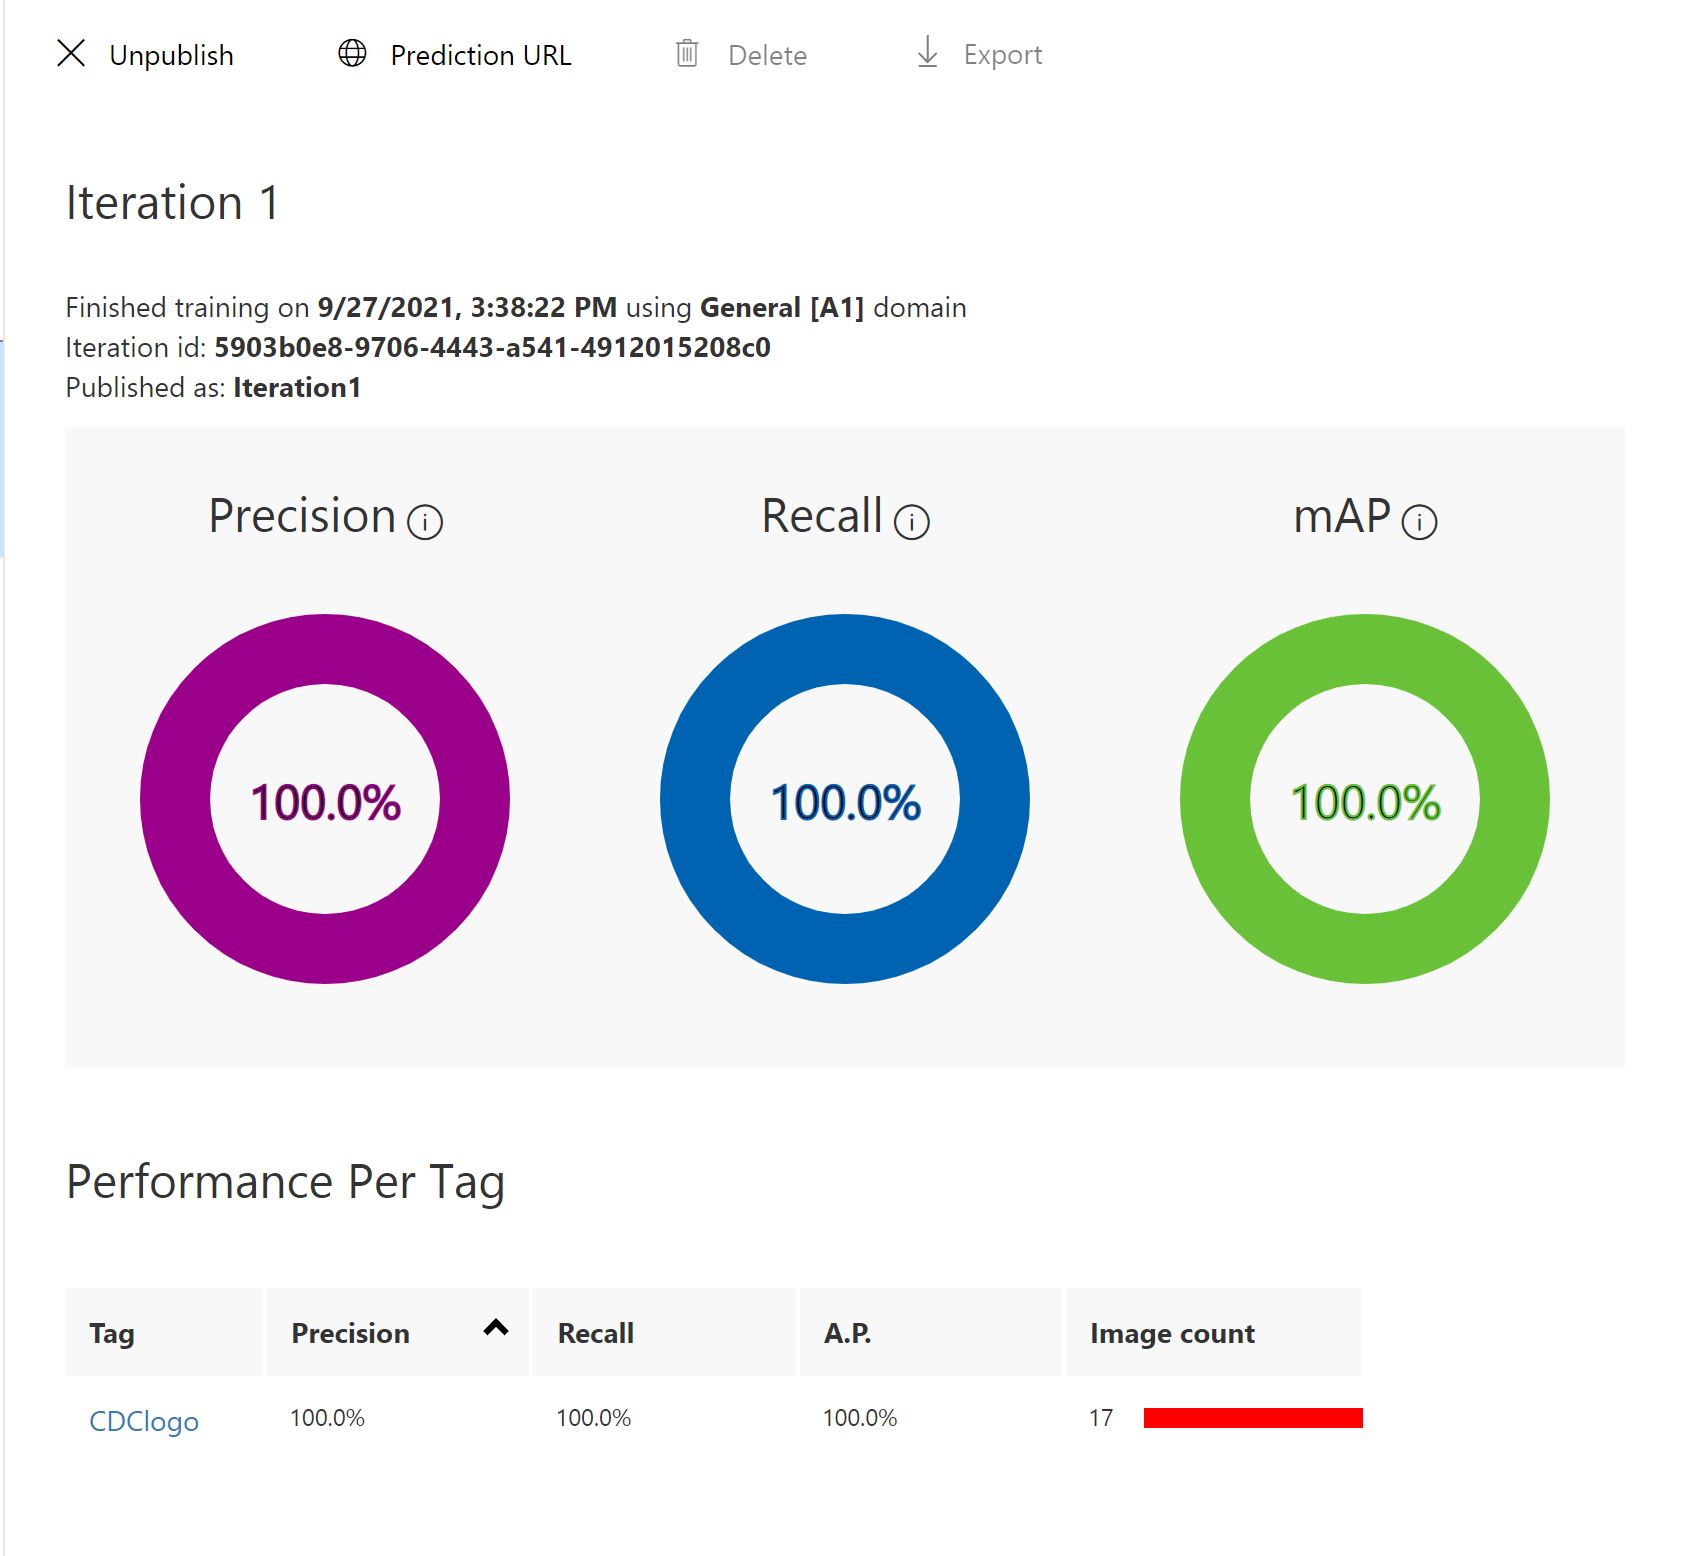 Unpublish Prediction URL Delete Export
Iteration 1
Finished training on 9/27/2021, 3:38:22 PM using General [A1] domain
Iteration id: 5903b0e8-9706-4443-a541-4912015208c0
Published as: Iteration1
Precision Recall mAP
100.0% 100.0% 100.0%
Performance Per Tag
Tag Precision Recall A.P. Image count
CDClogo 100.0% 100.0% 100.0% 17